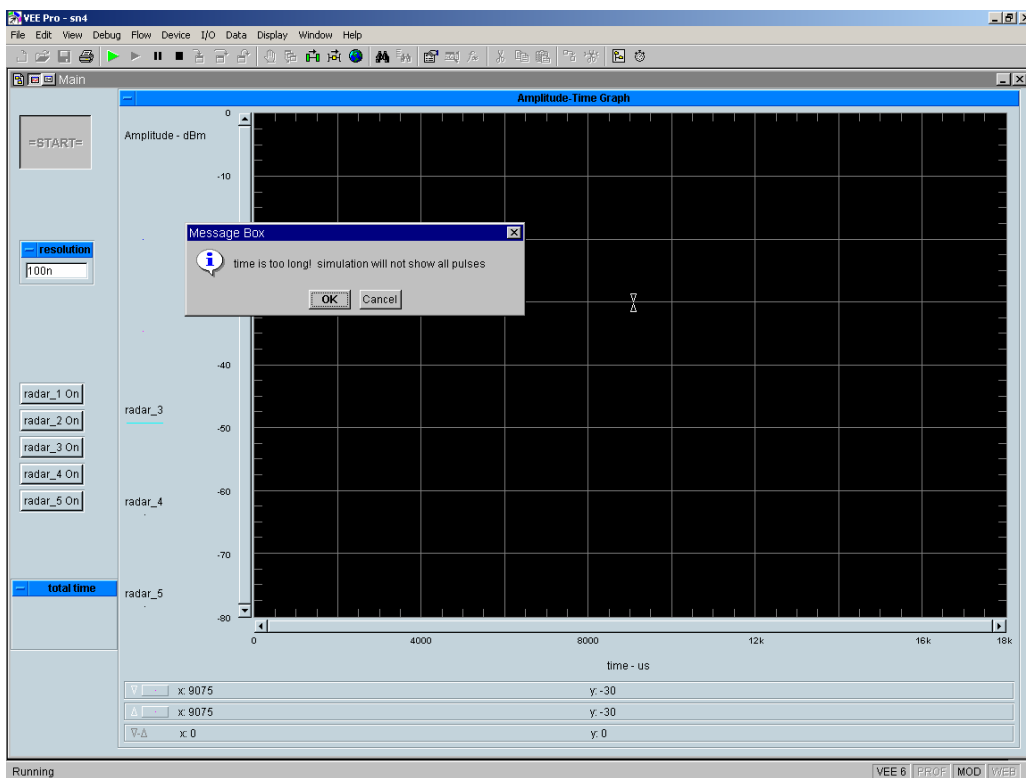 VEE Pro - sn4
File Edit View Debug Flow Device I/O Data Display Window Help
Main
Amplitude-Time Graph
=START=
Amplitude - dBm
0
-10
Message Box
time is too long! simulation will not show all pulses
OK Cancel
resolution
100n
-40
radar_1 On
radar_2 On
radar_3 On
radar_4 On
radar_5 On
radar_3
-50
-60
radar_4
-70
radar_5
-80
total time
0 4000 8000 12k 16k 18k
time - us
x: 9075 y: -30
x: 9075 y: -30
∇-Δ x: 0 y: 0
Running VEE 6 PROF MOD WEB